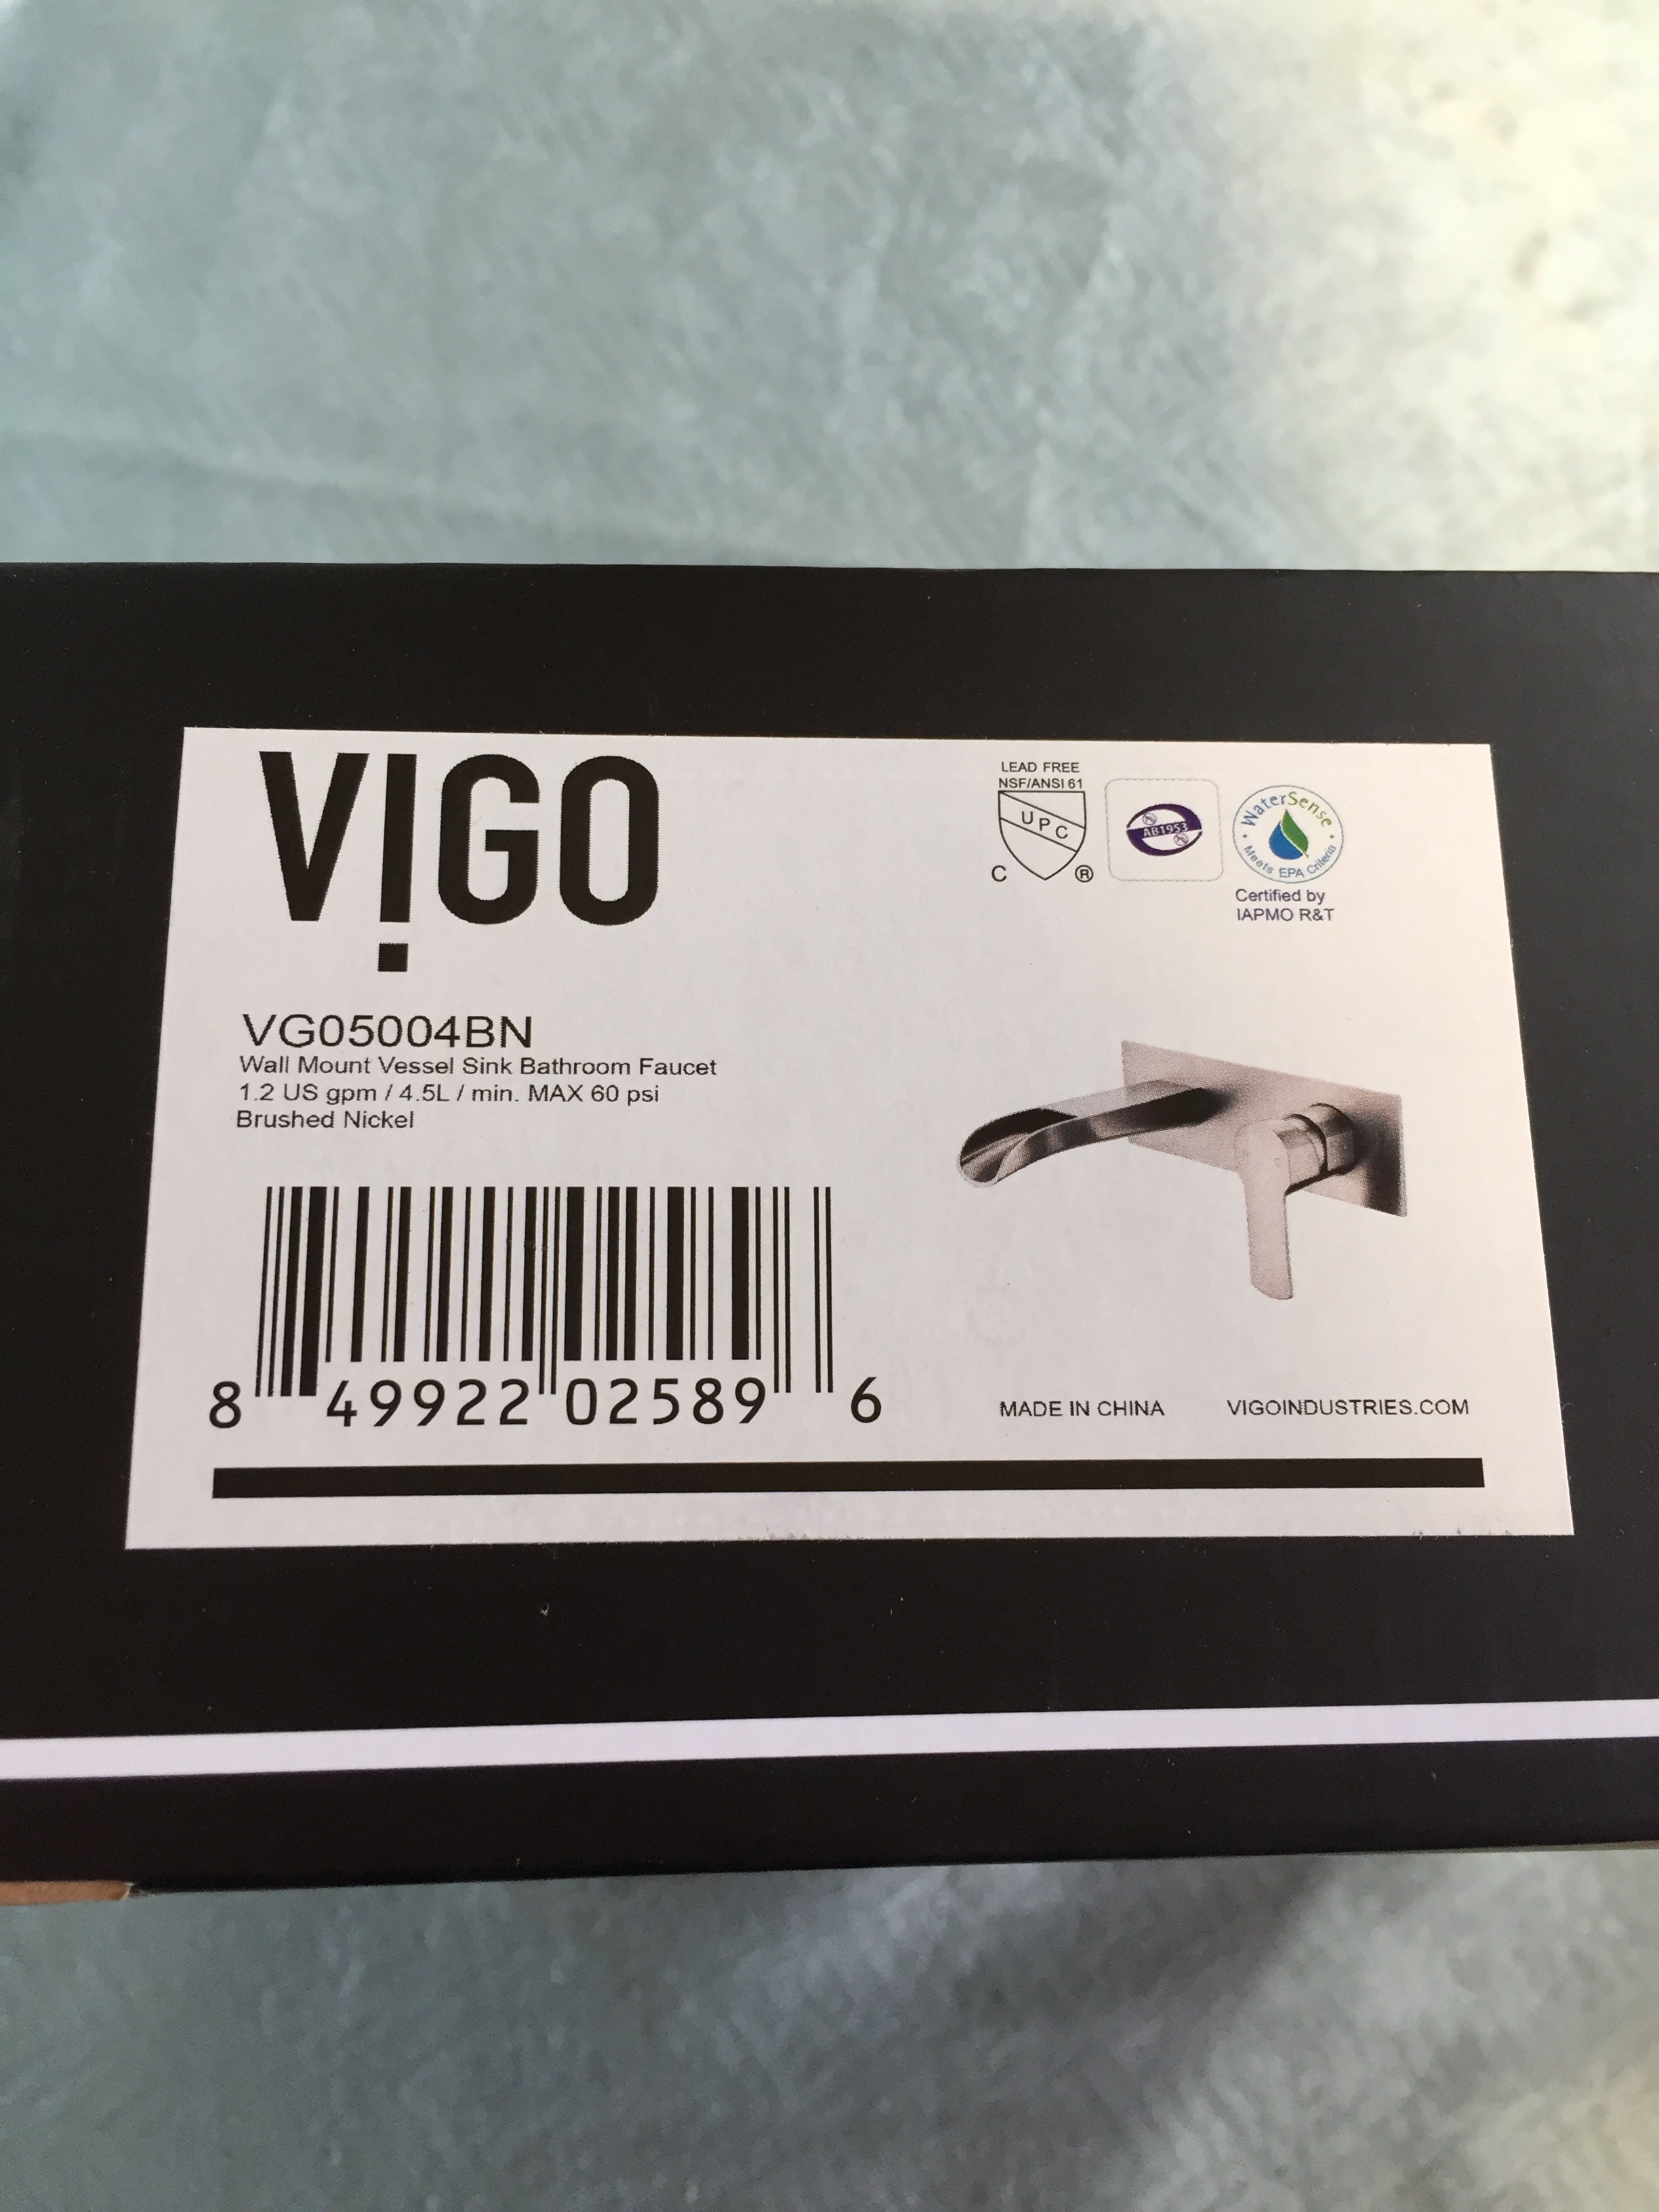 VIGO
LEAD FREE
NSF/ANSI 61
UPC
C ®
AB1953
WaterSense
Meets EPA Criteria
Certified by
IAPMO R&T
VG05004BN
Wall Mount Vessel Sink Bathroom Faucet
1.2 US gpm / 4.5L / min. MAX 60 psi
Brushed Nickel
8 49922 02589 6
MADE IN CHINA
VIGOINDUSTRIES.COM